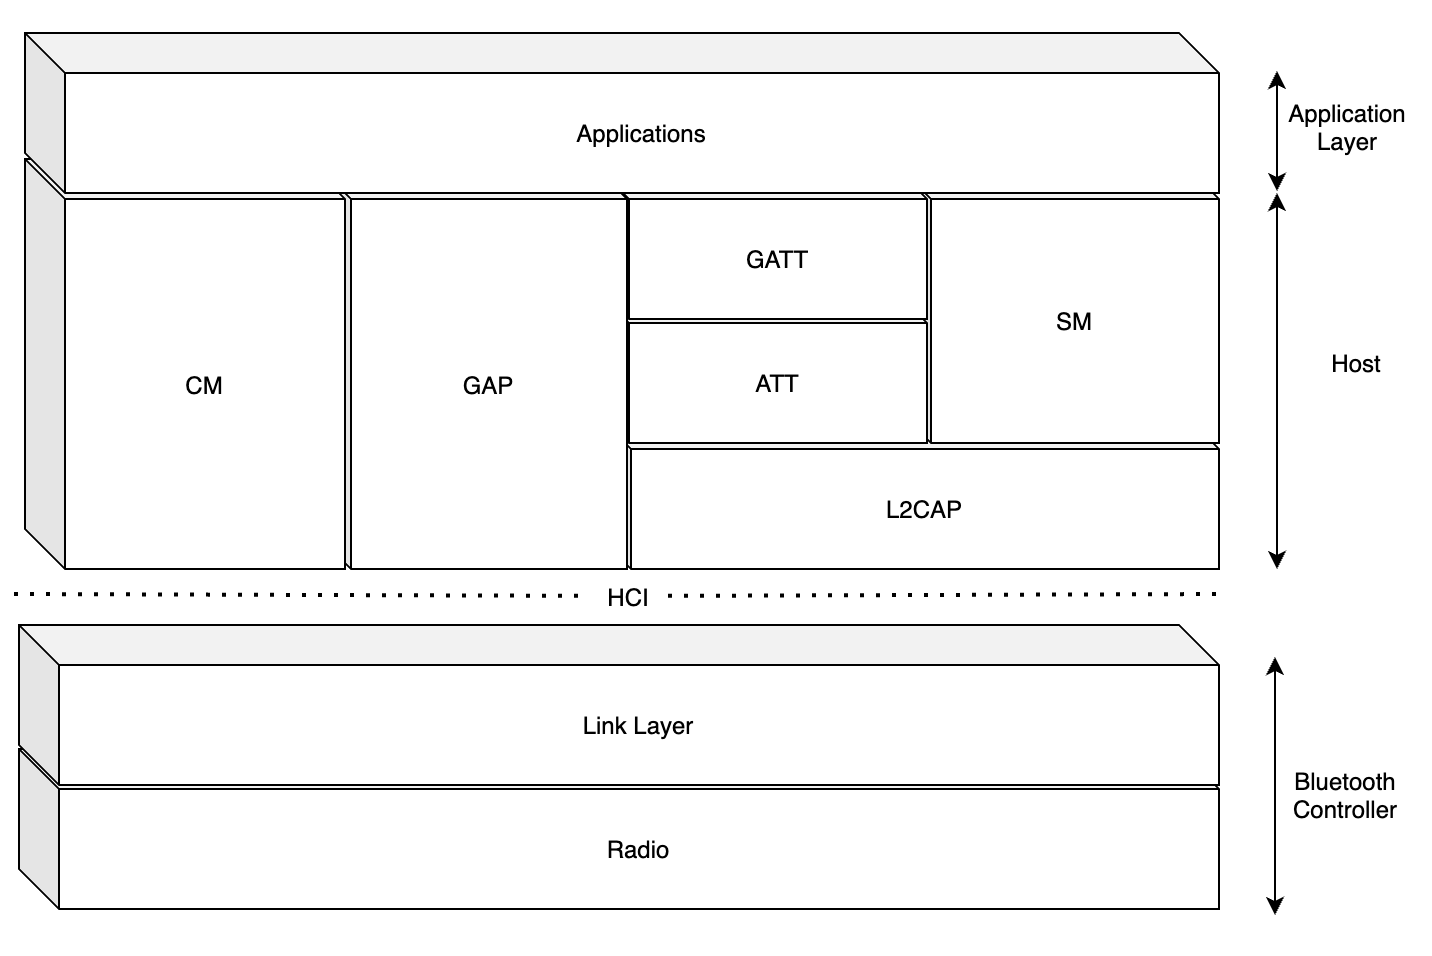 Applications
Application
Layer
CM
GAP
GATT
ATT
SM
L2CAP
Host
HCI
Link Layer
Radio
Bluetooth
Controller